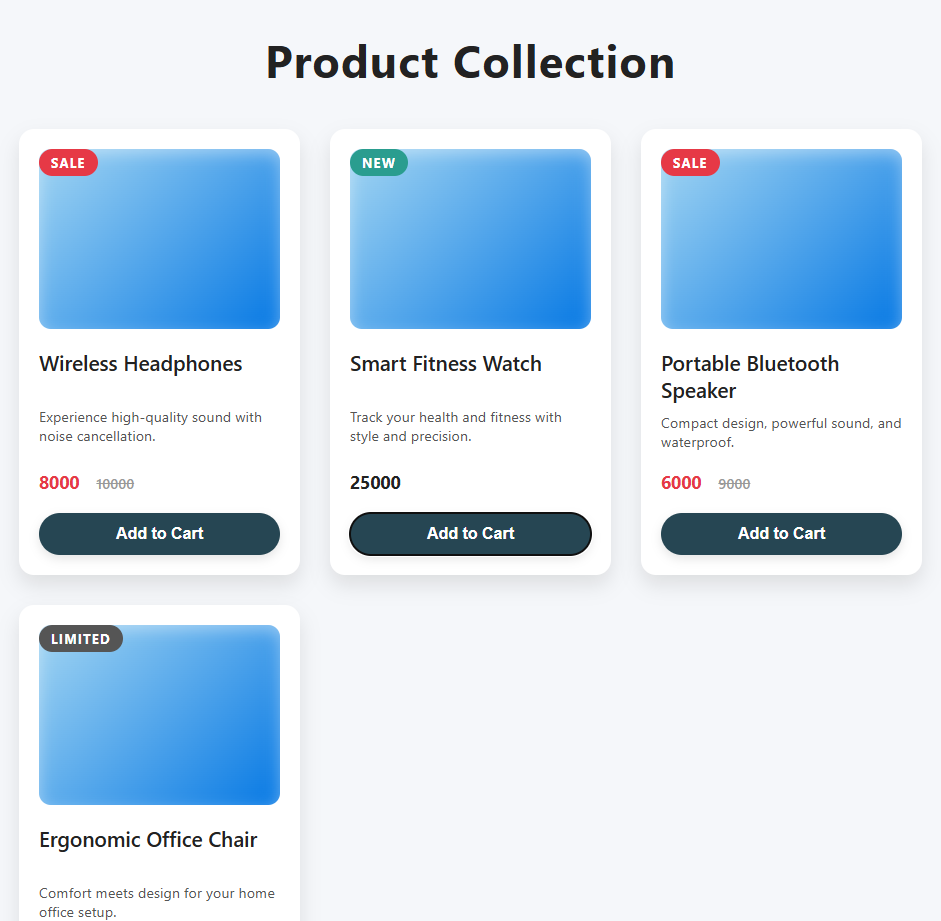 Product Collection
SALE
Wireless Headphones
Experience high-quality sound with
noise cancellation.
8000 10000
Add to Cart
NEW
Smart Fitness Watch
Track your health and fitness with
style and precision.
25000
Add to Cart
SALE
Portable Bluetooth
Speaker
Compact design, powerful sound, and
waterproof.
6000 9000
Add to Cart
LIMITED
Ergonomic Office Chair
Comfort meets design for your home
office setup.